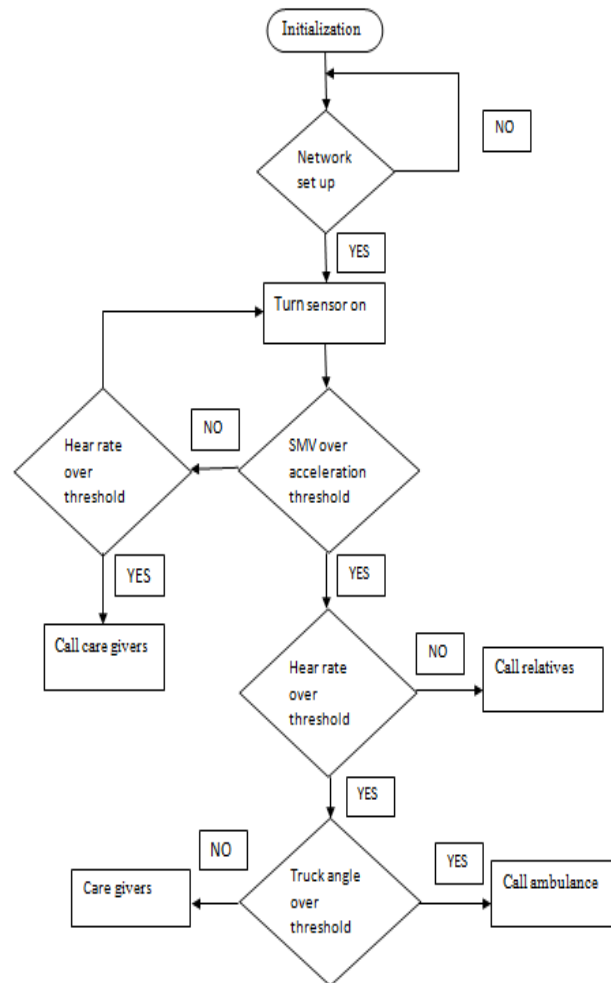 Initialization
NO
Network
set up
YES
Turn sensor on
NO
Hear rate
over
threshold
SMV over
acceleration
threshold
YES
YES
Call care givers
Hear rate
over
threshold
NO
Call relatives
YES
NO
Truck angle
over
threshold
YES
Care givers
Call ambulance